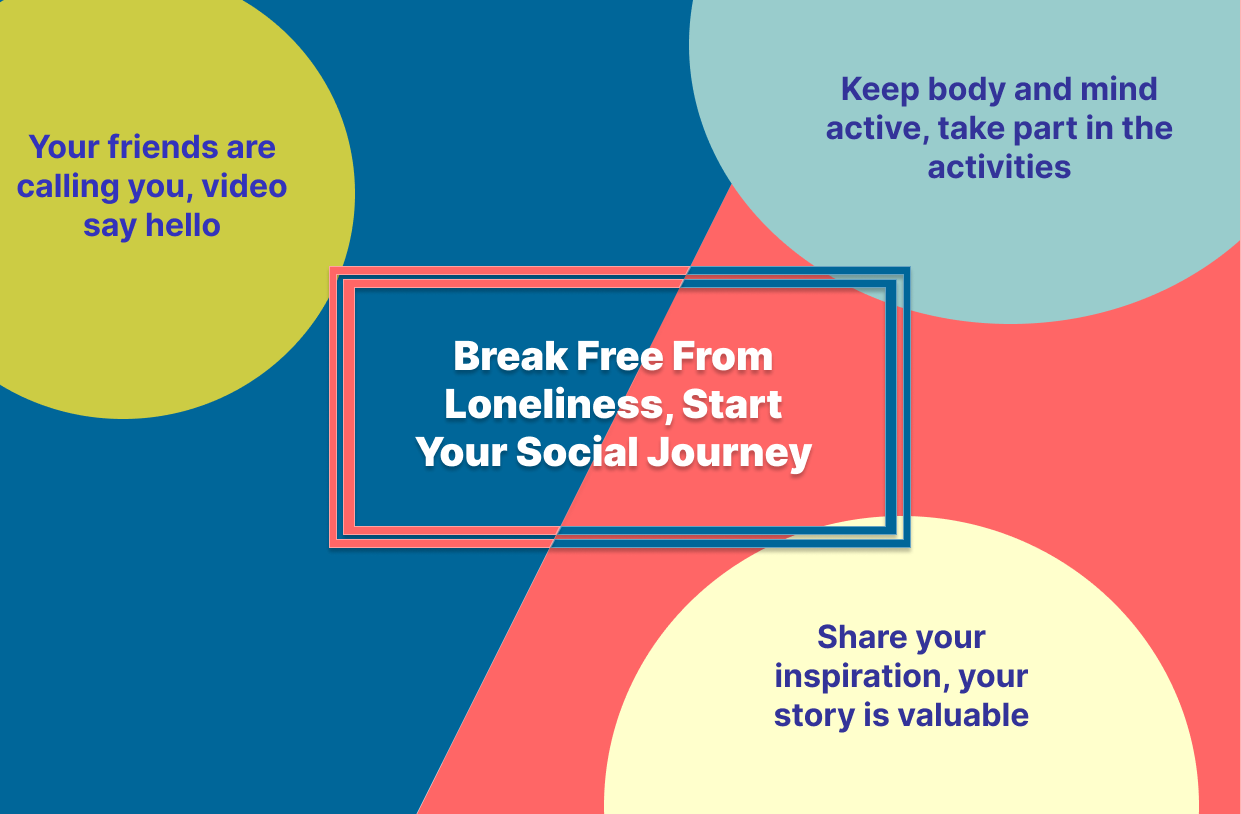 Your friends are
calling you, video
say hello
Keep body and mind
active, take part in the
activities
Break Free From
Loneliness, Start
Your Social Journey
Share your
inspiration, your
story is valuable